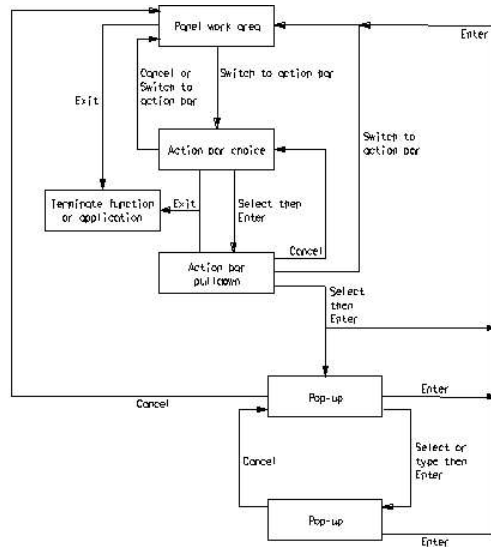 Panel work area
Enter
Cancel or
Switch to
action bar
Switch to action bar
Exit
Switch to
action bar
Action bar choice
Terminate function
or application
Exit
Select then
Enter
Cancel
Action bar
pulldown
Select
then
Enter
Pop-up
Enter
Cancel
Cancel
Select or
type then
Enter
Pop-up
Enter